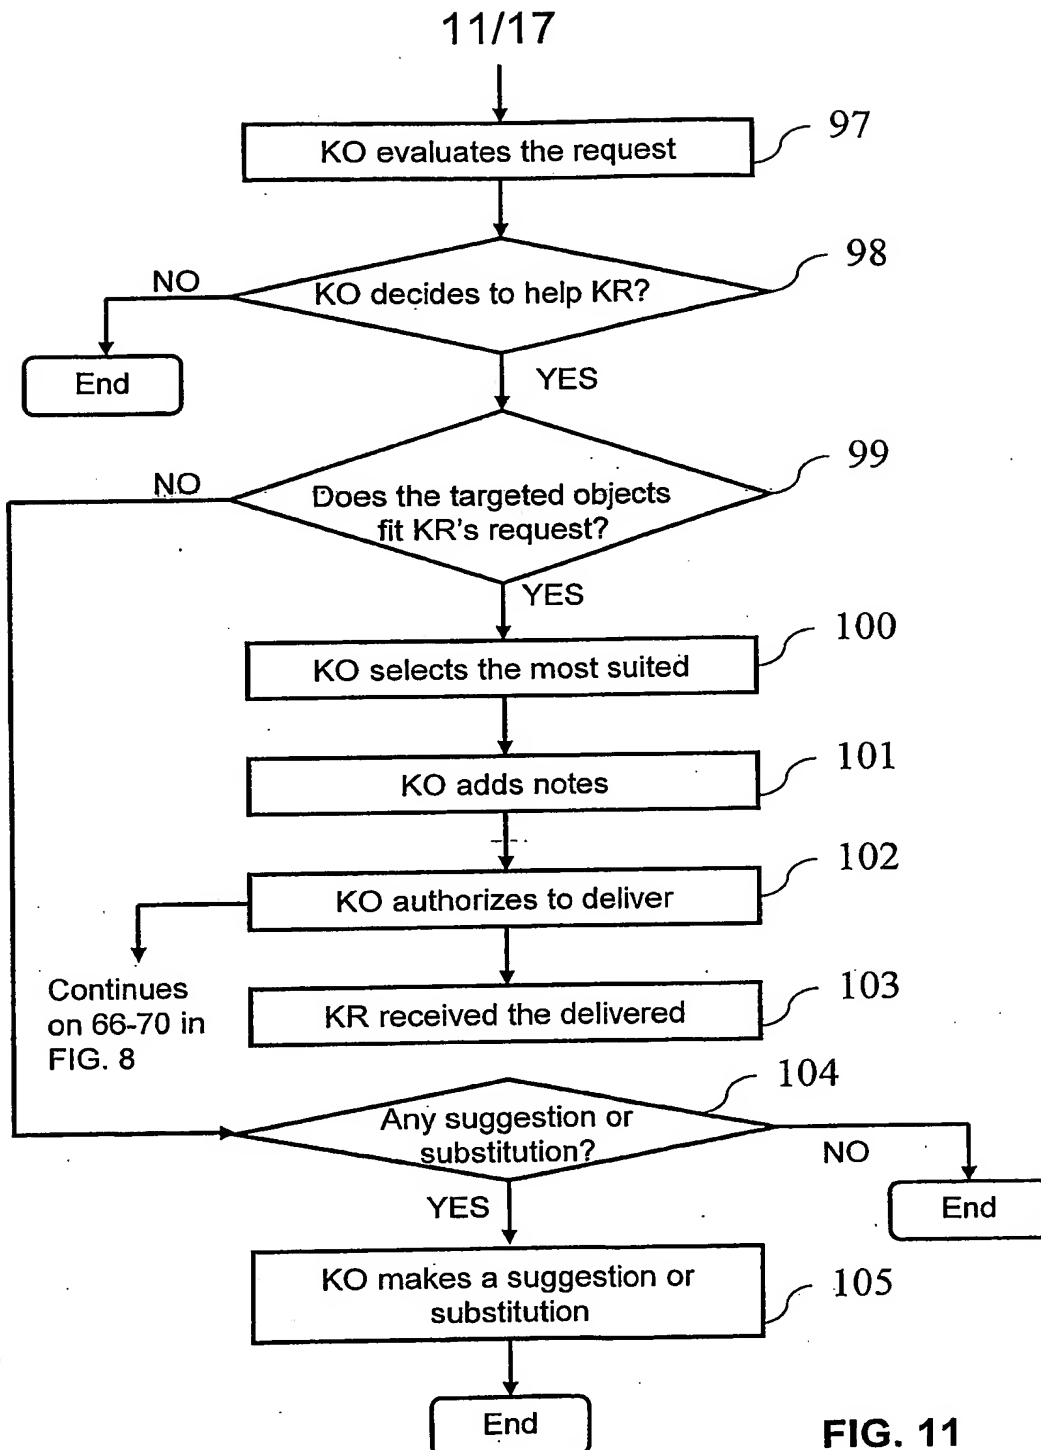 11/17
KO evaluates the request
97
KO decides to help KR?
98
NO
End
YES
Does the targeted objects
fit KR's request?
99
NO
YES
KO selects the most suited
100
KO adds notes
101
KO authorizes to deliver
102
Continues
on 66-70 in
FIG. 8
KR received the delivered
103
Any suggestion or
substitution?
104
NO
End
YES
KO makes a suggestion or
substitution
105
End
FIG. 11